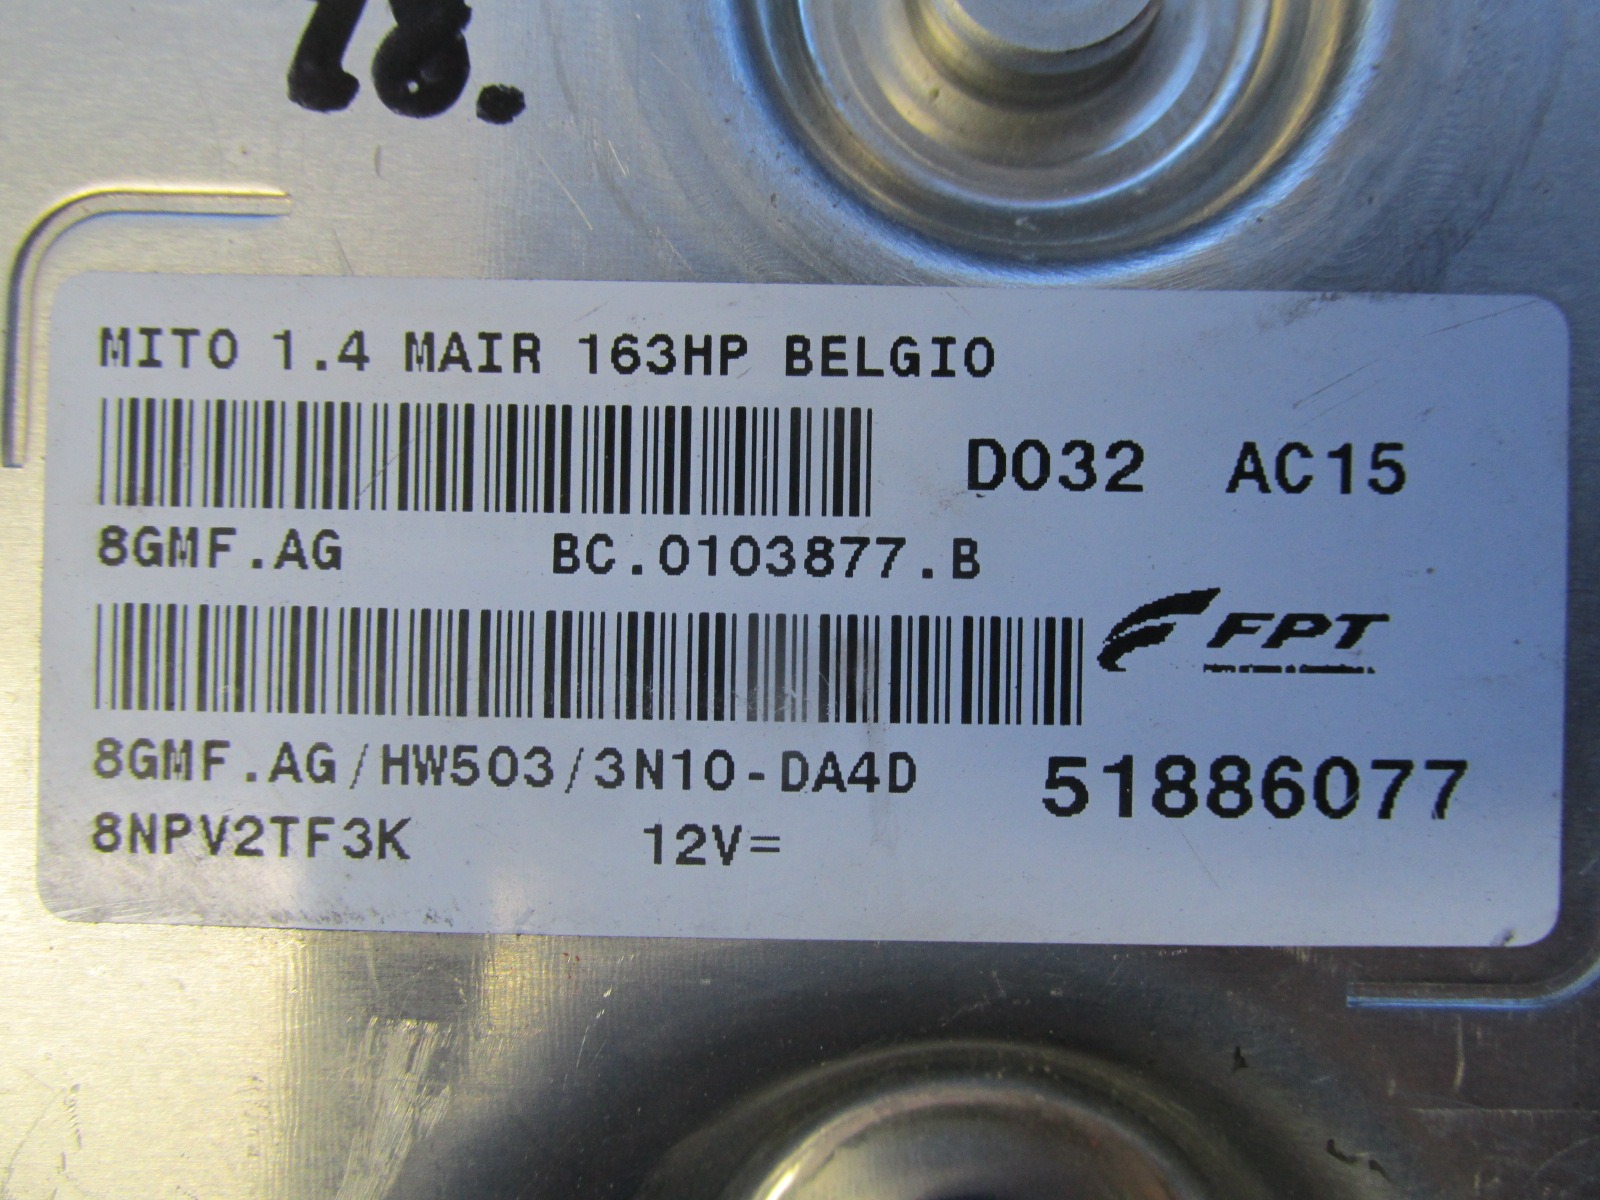 78.
MITO 1.4 MAIR 163HP BELGIO
D032 AC15
8GMF.AG BC.0103877.B
FPT
8GMF.AG/HW503/3N10-DA4D
51886077
8NPV2TF3K 12V=